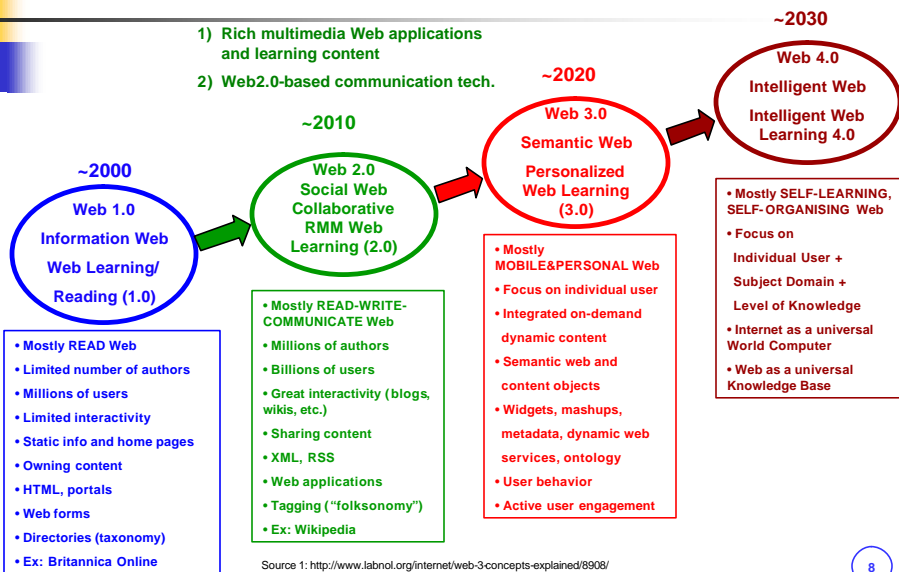 1) Rich multimedia Web applications
and learning content
2) Web2.0-based communication tech.
~2000
Web 1.0
Information Web
Web Learning/
Reading (1.0)
• Mostly READ Web
• Limited number of authors
• Millions of users
• Limited interactivity
• Static info and home pages
• Owning content
• HTML, portals
• Web forms
• Directories (taxonomy)
• Ex: Britannica Online
~2010
Web 2.0
Social Web
Collaborative
RMM Web
Learning (2.0)
• Mostly READ-WRITE-
COMMUNICATE Web
• Millions of authors
• Billions of users
• Great interactivity (blogs,
wikis, etc.)
• Sharing content
• XML, RSS
• Web applications
• Tagging (“folksonomy”)
• Ex: Wikipedia
~2020
Web 3.0
Semantic Web
Personalized
Web Learning
(3.0)
• Mostly
MOBILE&PERSONAL Web
• Focus on individual user
• Integrated on-demand
dynamic content
• Semantic web and
content objects
• Widgets, mashups,
metadata, dynamic web
services, ontology
• User behavior
• Active user engagement
~2030
Web 4.0
Intelligent Web
Intelligent Web
Learning 4.0
• Mostly SELF-LEARNING,
SELF-ORGANISING Web
• Focus on
Individual User +
Subject Domain +
Level of Knowledge
• Internet as a universal
World Computer
• Web as a universal
Knowledge Base
Source 1: http://www.labnol.org/internet/web-3-concepts-explained/8908/
8